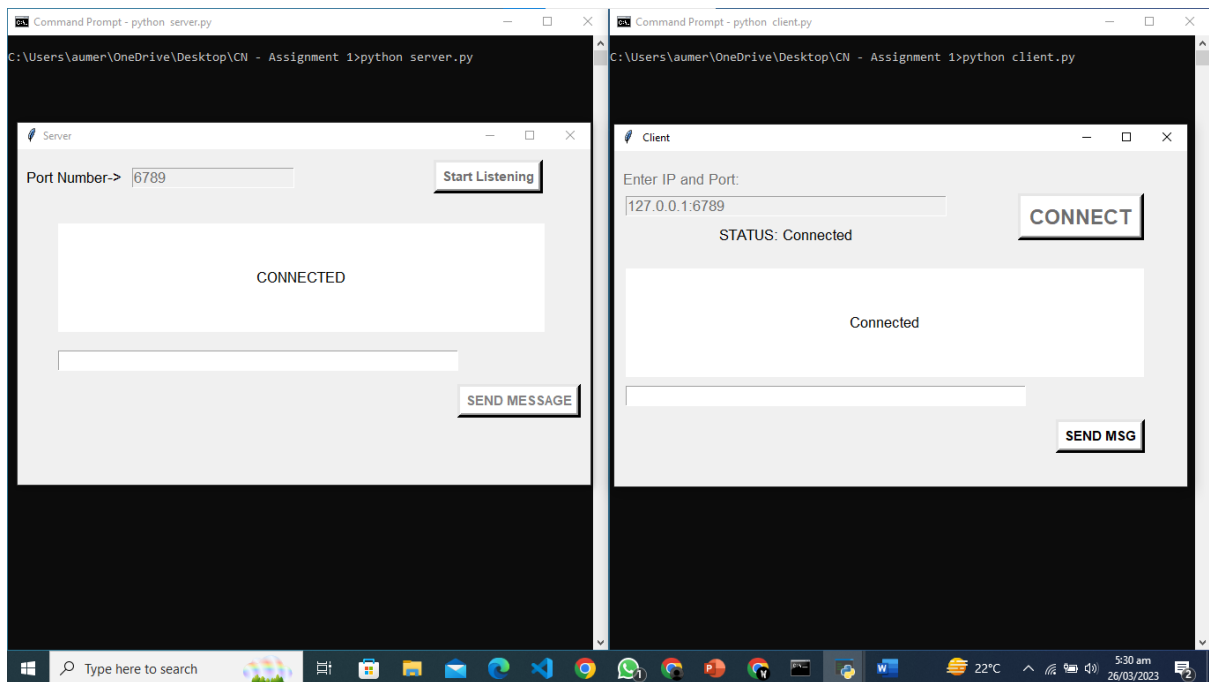 Command Prompt - python server.py
C:\Users\aumer\OneDrive\Desktop\CN - Assignment 1>python server.py
Server
Port Number-> 6789 Start Listening
CONNECTED
SEND MESSAGE
Command Prompt - python client.py
C:\Users\aumer\OneDrive\Desktop\CN - Assignment 1>python client.py
Client
Enter IP and Port:
127.0.0.1:6789
CONNECT
STATUS: Connected
Connected
SEND MSG
Type here to search
22°C
5:30 am
26/03/2023